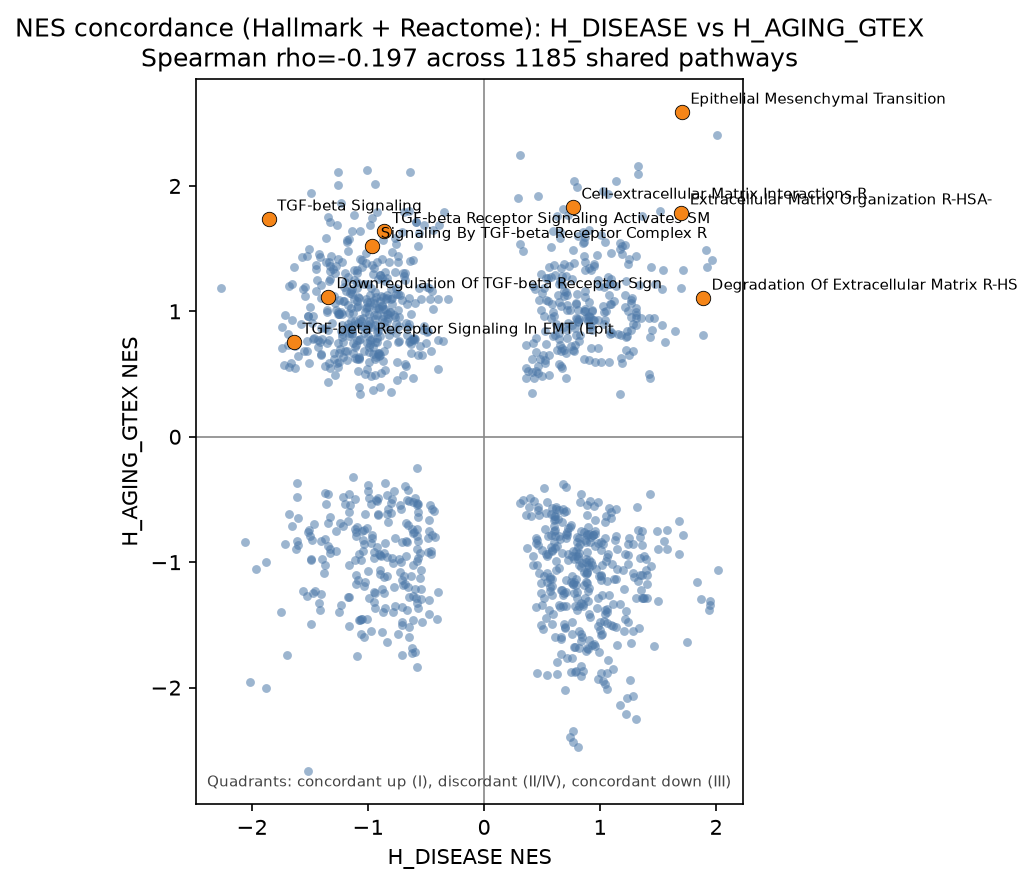 NES concordance (Hallmark + Reactome): H_DISEASE vs H_AGING_GTEX
Spearman rho=-0.197 across 1185 shared pathways
Epithelial Mesenchymal Transition
Cell-extracellular Matrix Interactions R
Extracellular Matrix Organization R-HSA-
TGF-beta Signaling
TGF-beta Receptor Signaling Activates SM
Signaling By TGF-beta Receptor Complex R
Downregulation Of TGF-beta Receptor Sign
Degradation Of Extracellular Matrix R-HS
TGF-beta Receptor Signaling In EMT (Epit
2
1
0
−1
−2
H_AGING_GTEX NES
Quadrants: concordant up (I), discordant (II/IV), concordant down (III)
−2 −1 0 1 2
H_DISEASE NES